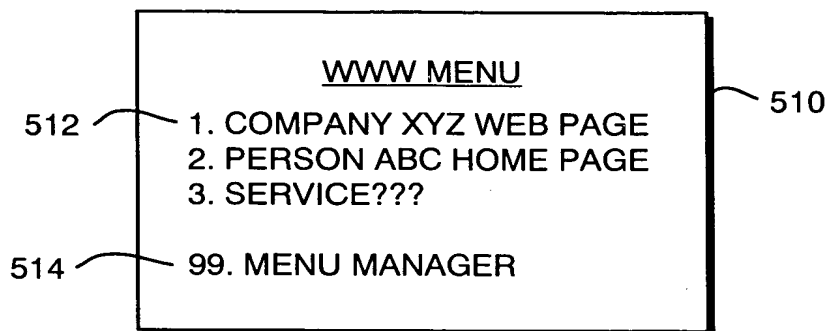 WWW MENU
510
512
1. COMPANY XYZ WEB PAGE
2. PERSON ABC HOME PAGE
3. SERVICE???
514
99. MENU MANAGER